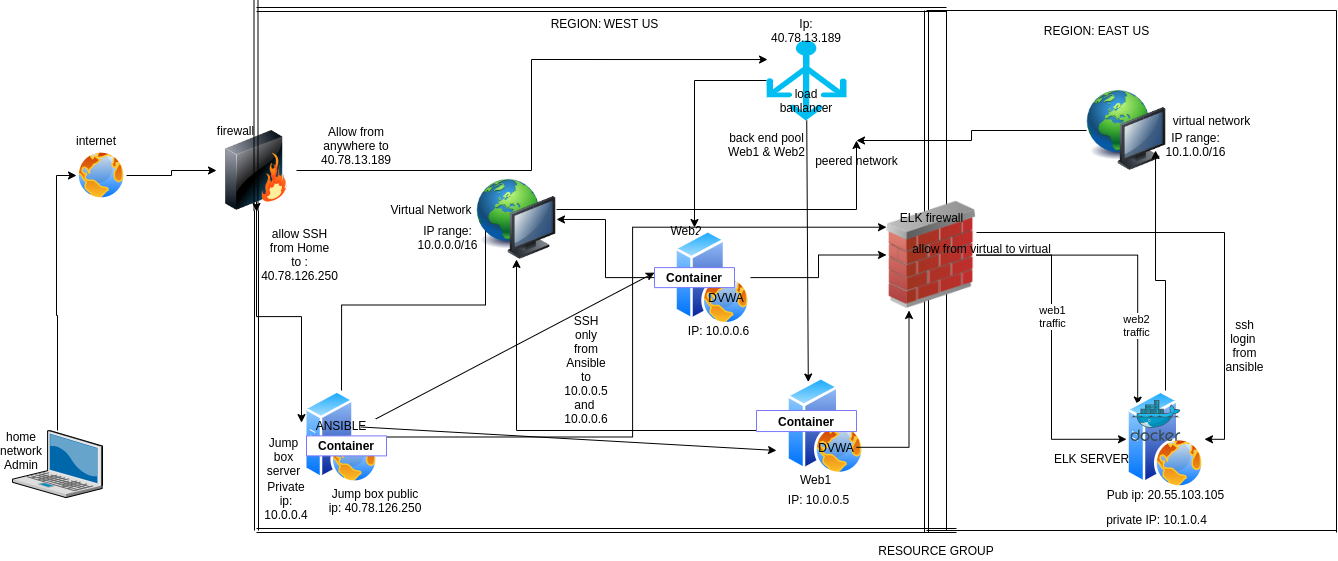 REGION: WEST US
Ip:
40.78.13.189
REGION: EAST US
load
banlancer
firewall
internet
Allow from
anywhere to
40.78.13.189
back end pool
Web1 & Web2
peered network
virtual network
IP range:
10.1.0.0/16
Virtual Network
IP range:
10.0.0.0/16
allow SSH
from Home
to :
40.78.126.250
Web2
Container
DVWA
IP: 10.0.0.6
ELK firewall
allow from virtual to virtual
web1
traffic
web2
traffic
ssh
login
from
ansible
SSH
only
from
Ansible
to
10.0.0.5
and
10.0.0.6
home
network
Admin
ANSIBLE
Container
Jump
box
server
Private
ip:
10.0.0.4
Jump box public
ip: 40.78.126.250
Container
DVWA
Web1
IP: 10.0.0.5
docker
ELK SERVER
Pub ip: 20.55.103.105
private IP: 10.1.0.4
RESOURCE GROUP